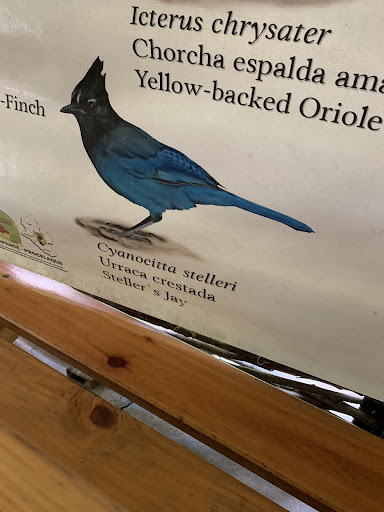 Icterus chrysater
Chorcha espalda ama
Yellow-backed Oriole
-Finch
Cyanocitta stelleri
Urraca crestada
Steller`s Jay